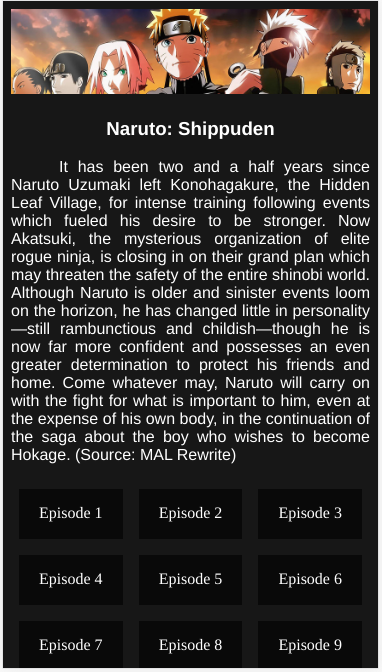 Naruto: Shippuden
It has been two and a half years since
Naruto Uzumaki left Konohagakure, the Hidden
Leaf Village, for intense training following events
which fueled his desire to be stronger. Now
Akatsuki, the mysterious organization of elite
rogue ninja, is closing in on their grand plan which
may threaten the safety of the entire shinobi world.
Although Naruto is older and sinister events loom
on the horizon, he has changed little in personality
—still rambunctious and childish—though he is
now far more confident and possesses an even
greater determination to protect his friends and
home. Come whatever may, Naruto will carry on
with the fight for what is important to him, even at
the expense of his own body, in the continuation of
the saga about the boy who wishes to become
Hokage. (Source: MAL Rewrite)
Episode 1 Episode 2 Episode 3
Episode 4 Episode 5 Episode 6
Episode 7 Episode 8 Episode 9